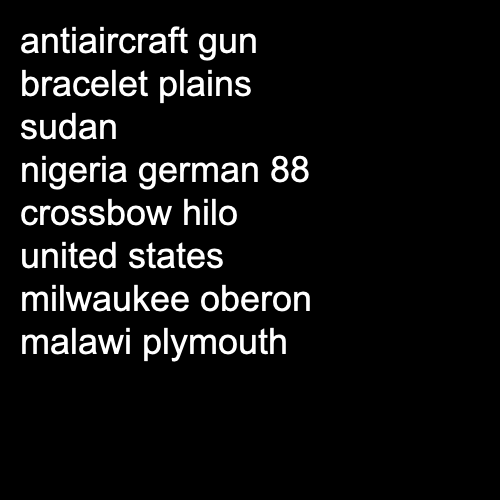 antiaircraft gun
bracelet plains
sudan
nigeria german 88
crossbow hilo
united states
milwaukee oberon
malawi plymouth